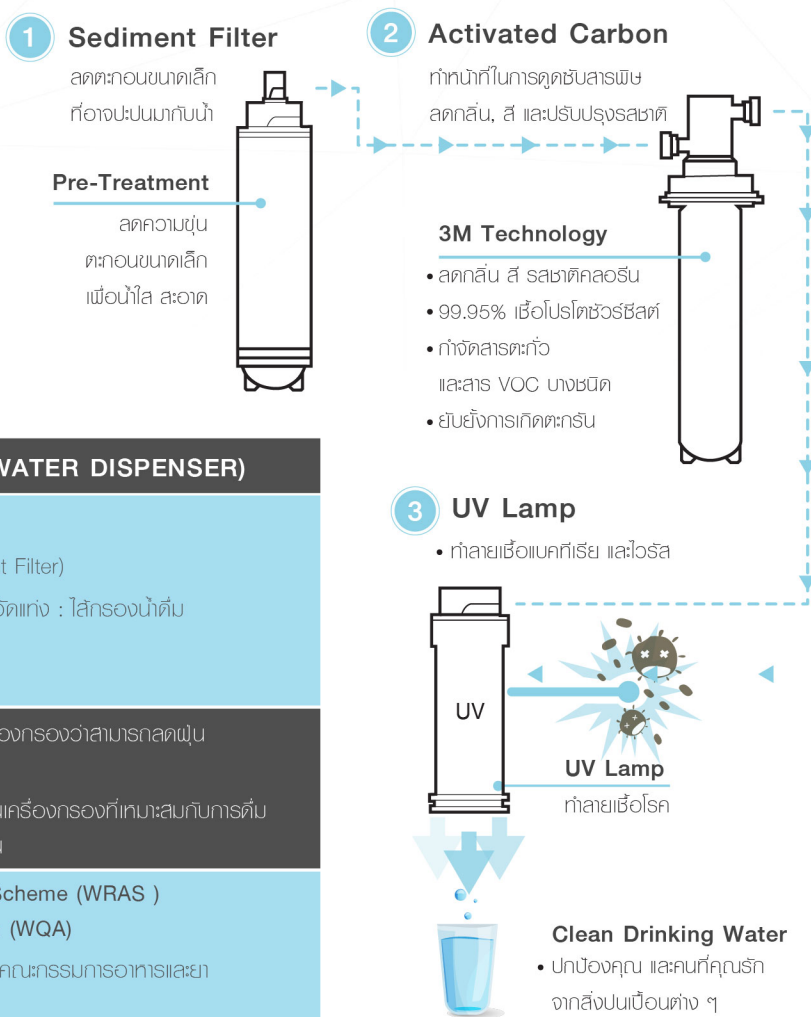 1 Sediment Filter
ลดตะกอนขนาดเล็ก
ที่อาจปะปนมากับน้ำ
Pre-Treatment
ลดความขุ่น
ตะกอนขนาดเล็ก
เพื่อน้ำใส สะอาด
2 Activated Carbon
ทำหน้าที่ในการดูดซับสารพิษ
ลดกลิ่น, สี และปรับปรุงรสชาติ
3M Technology
• ลดกลิ่น สี รสชาติคลอรีน
• 99.95% เชื้อโปรโตซัวร์ซีสต์
• กำจัดสารตะกั่ว
และสาร VOC บางชนิด
• ยับยั้งการเกิดตะกรัน
WATER DISPENSER)
t Filter)
อัดแท่ง : ไส้กรองน้ำดื่ม
องกรองว่าสามารถลดฝุ่น
นเครื่องกรองที่เหมาะสมกับการดื่ม
Scheme (WRAS )
(WQA)
คณะกรรมการอาหารและยา
3 UV Lamp
• ทำลายเชื้อแบคทีเรีย และไวรัส
UV
UV Lamp
ทำลายเชื้อโรค
Clean Drinking Water
• ปกป้องคุณ และคนที่คุณรัก
จากสิ่งปนเปื้อนต่าง ๆ